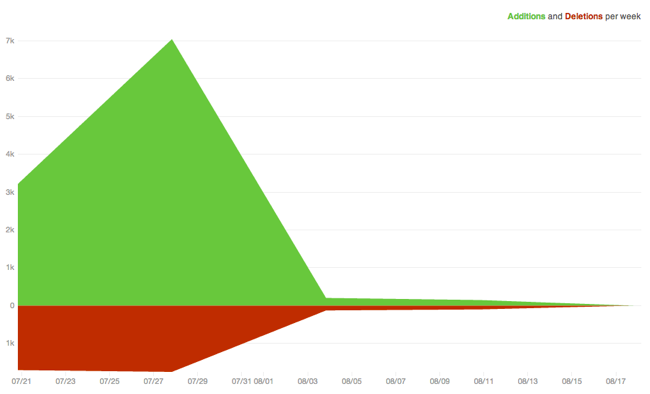 Additions and Deletions per week
7k
6k
5k
4k
3k
2k
1k
0
1k
07/21 07/23 07/25 07/27 07/29 07/31 08/01 08/03 08/05 08/07 08/09 08/11 08/13 08/15 08/17